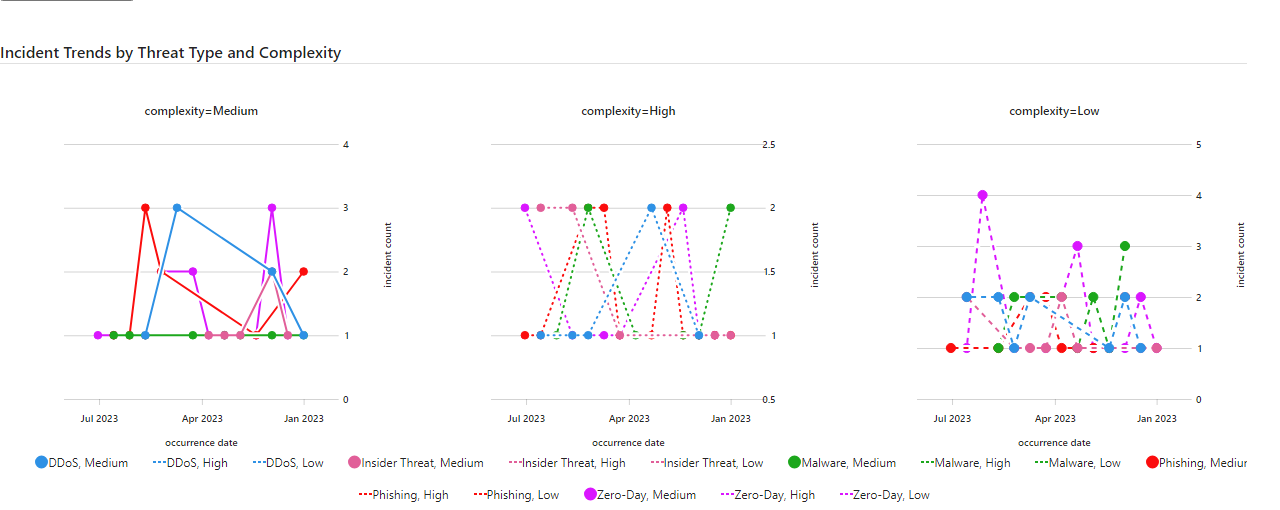 Incident Trends by Threat Type and Complexity
complexity=Medium
complexity=High
complexity=Low
4
3
2
1
0
incident count
Jul 2023
Apr 2023
Jan 2023
occurrence date
2.5
2
1.5
1
0.5
incident count
Jul 2023
Apr 2023
Jan 2023
occurrence date
5
4
3
2
1
0
incident count
Jul 2023
Apr 2023
Jan 2023
occurrence date
DDoS, Medium DDoS, High DDoS, Low Insider Threat, Medium Insider Threat, High Insider Threat, Low Malware, Medium Malware, High Malware, Low Phishing, Mediur
Phishing, High Phishing, Low Zero-Day, Medium Zero-Day, High Zero-Day, Low